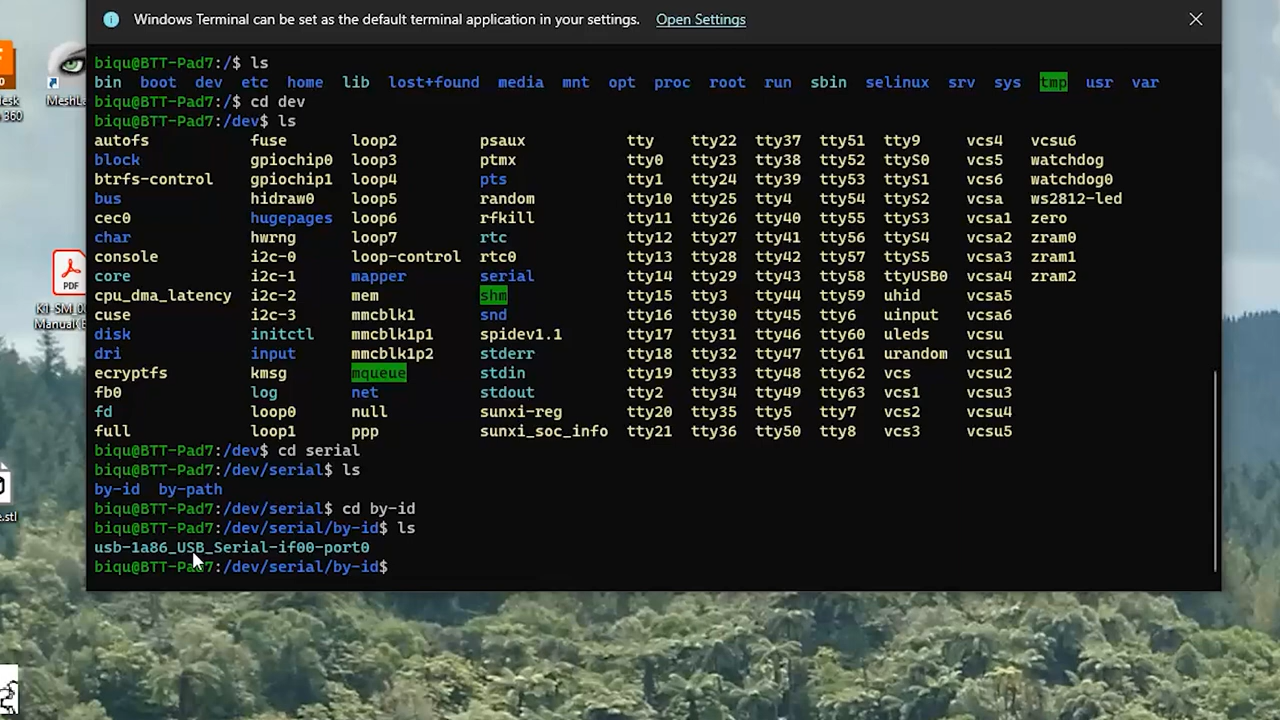 Windows Terminal can be set as the default terminal application in your settings. Open Settings
biqu@BTT-Pad7:/$ ls
bin boot dev etc home lib lost+found media mnt opt proc root run sbin selinux srv sys tmp usr var
biqu@BTT-Pad7:/$ cd dev
biqu@BTT-Pad7:/dev$ ls
autofs fuse loop2 psaux tty tty22 tty37 tty51 tty9 vcs4 vcsu6
block gpiochip0 loop3 ptmx tty0 tty23 tty38 tty52 ttyS0 vcs5 watchdog
btrfs-control gpiochip1 loop4 pts tty1 tty24 tty39 tty53 ttyS1 vcs6 watchdog0
bus hidraw0 loop5 random tty10 tty25 tty4 tty54 ttyS2 vcsa ws2812-led
cec0 hugepages loop6 rfkill tty11 tty26 tty40 tty55 ttyS3 vcsa1 zero
char hwrng loop7 rtc tty12 tty27 tty41 tty56 ttyS4 vcsa2 zram0
console i2c-0 loop-control rtc0 tty13 tty28 tty42 tty57 ttyS5 vcsa3 zram1
core i2c-1 mapper serial tty14 tty29 tty43 tty58 ttyUSB0 vcsa4 zram2
cpu_dma_latency i2c-2 mem shm tty15 tty3 tty44 tty59 uhid vcsa5
cuse i2c-3 mmcblk1 snd tty16 tty30 tty45 tty6 uinput vcsa6
disk initctl mmcblk1p1 spidev1.1 tty17 tty31 tty46 tty60 uleds vcsu
dri input mmcblk1p2 stderr tty18 tty32 tty47 tty61 urandom vcsu1
ecryptfs kmsg mqueue stdin tty19 tty33 tty48 tty62 vcs vcsu2
fb0 log net stdout tty2 tty34 tty49 tty63 vcs1 vcsu3
fd loop0 null sunxi-reg tty20 tty35 tty5 tty7 vcs2 vcsu4
full loop1 ppp sunxi_soc_info tty21 tty36 tty50 tty8 vcs3 vcsu5
biqu@BTT-Pad7:/dev$ cd serial
biqu@BTT-Pad7:/dev/serial$ ls
by-id by-path
biqu@BTT-Pad7:/dev/serial$ cd by-id
biqu@BTT-Pad7:/dev/serial/by-id$ ls
usb-1a86_USB_Serial-if00-port0
biqu@BTT-Pad7:/dev/serial/by-id$
360
PDF